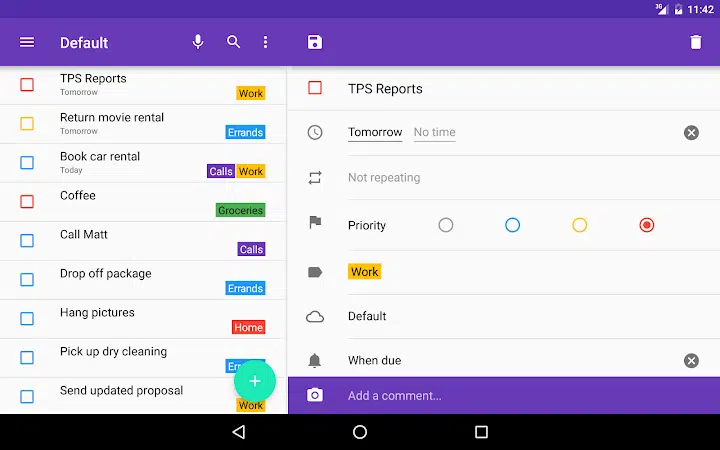 3G 11:42
Default
TPS Reports
Tomorrow
Work
Return movie rental
Tomorrow
Errands
Book car rental
Today
Calls Work
Coffee
Groceries
Call Matt
Calls
Drop off package
Errands
Hang pictures
Home
Pick up dry cleaning
Send updated proposal
Work
TPS Reports
Tomorrow No time
Not repeating
Priority
Work
Default
When due
Add a comment...